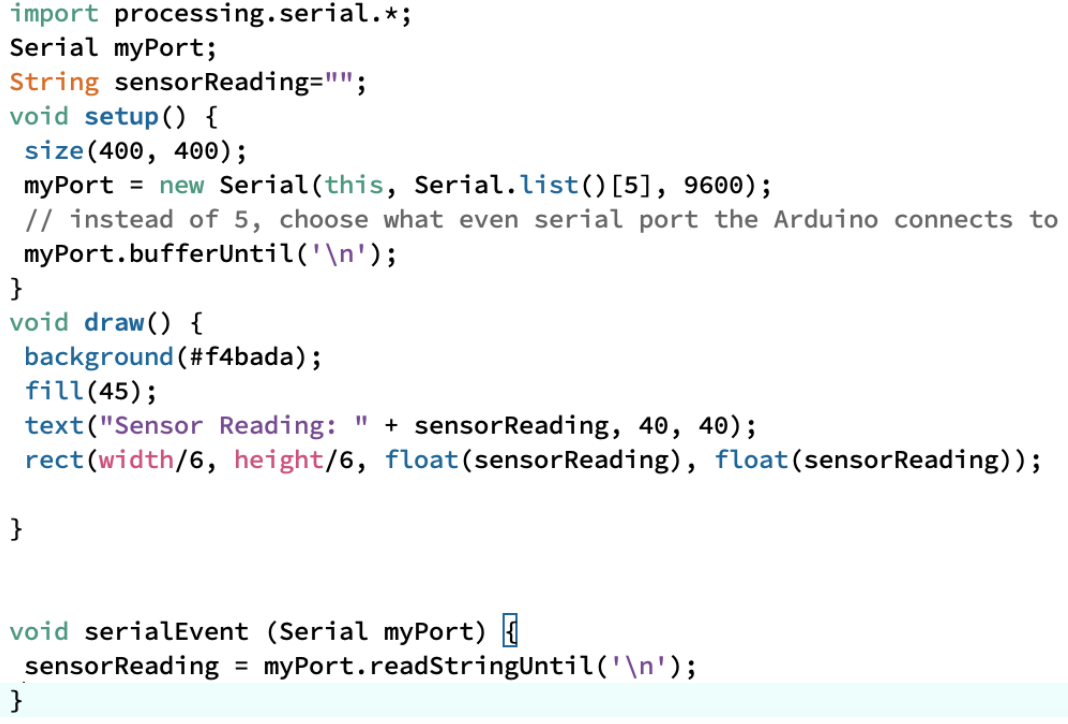 import processing.serial.*;
Serial myPort;
String sensorReading="";
void setup() {
 size(400, 400);
 myPort = new Serial(this, Serial.list()[5], 9600);
 // instead of 5, choose what even serial port the Arduino connects to
 myPort.bufferUntil('\n');
}
void draw() {
 background(#f4bada);
 fill(45);
 text("Sensor Reading: " + sensorReading, 40, 40);
 rect(width/6, height/6, float(sensorReading), float(sensorReading));
}
void serialEvent (Serial myPort) {
 sensorReading = myPort.readStringUntil('\n');
}